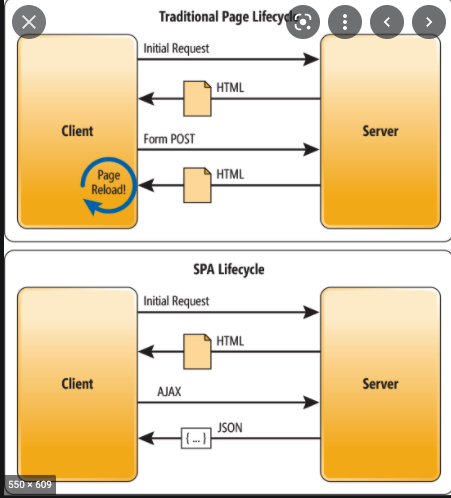 Traditional Page Lifecycle
Initial Request
HTML
Client
Server
Form POST
HTML
Page
Reload!
SPA Lifecycle
Initial Request
HTML
Client
Server
AJAX
JSON
{ ... }
550 × 609